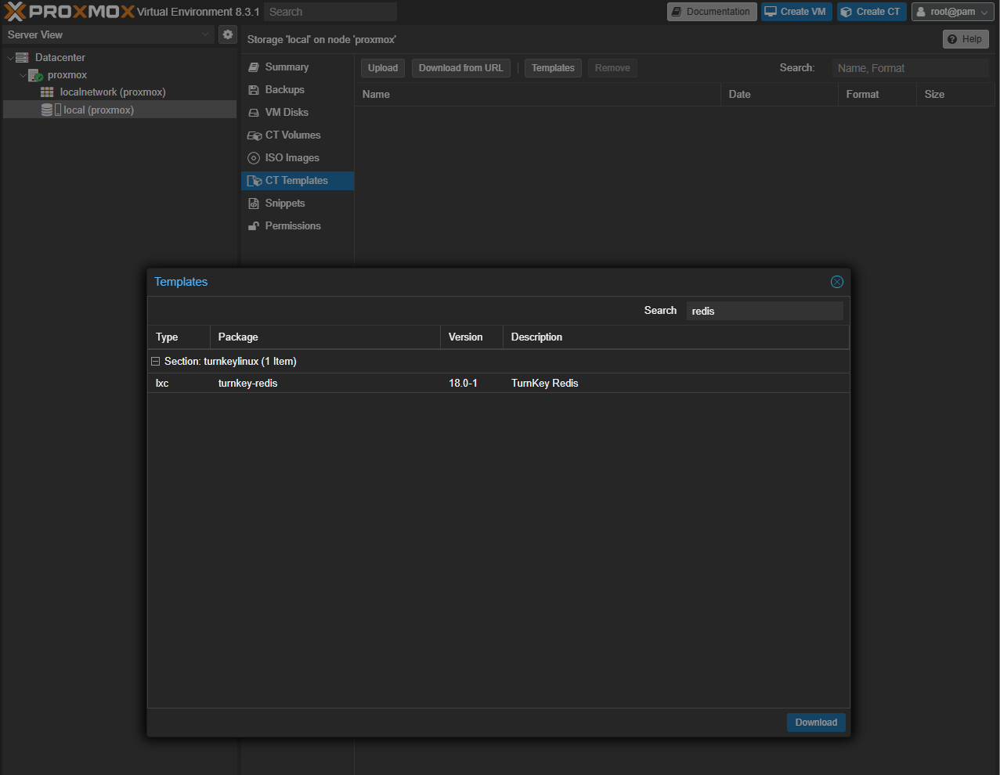 PROXMOX Virtual Environment 8.3.1 Search Documentation Create VM Create CT root@pam
Server View
Storage 'local' on node 'proxmox' Help
Datacenter
proxmox
localnetwork (proxmox)
local (proxmox)
Summary
Backups
VM Disks
CT Volumes
ISO Images
CT Templates
Snippets
Permissions
Upload Download from URL Templates Remove Search: Name, Format
Name Date Format Size
Templates
Search redis
Type Package Version Description
Section: turnkeylinux (1 Item)
lxc turnkey-redis 18.0-1 TurnKey Redis
Download